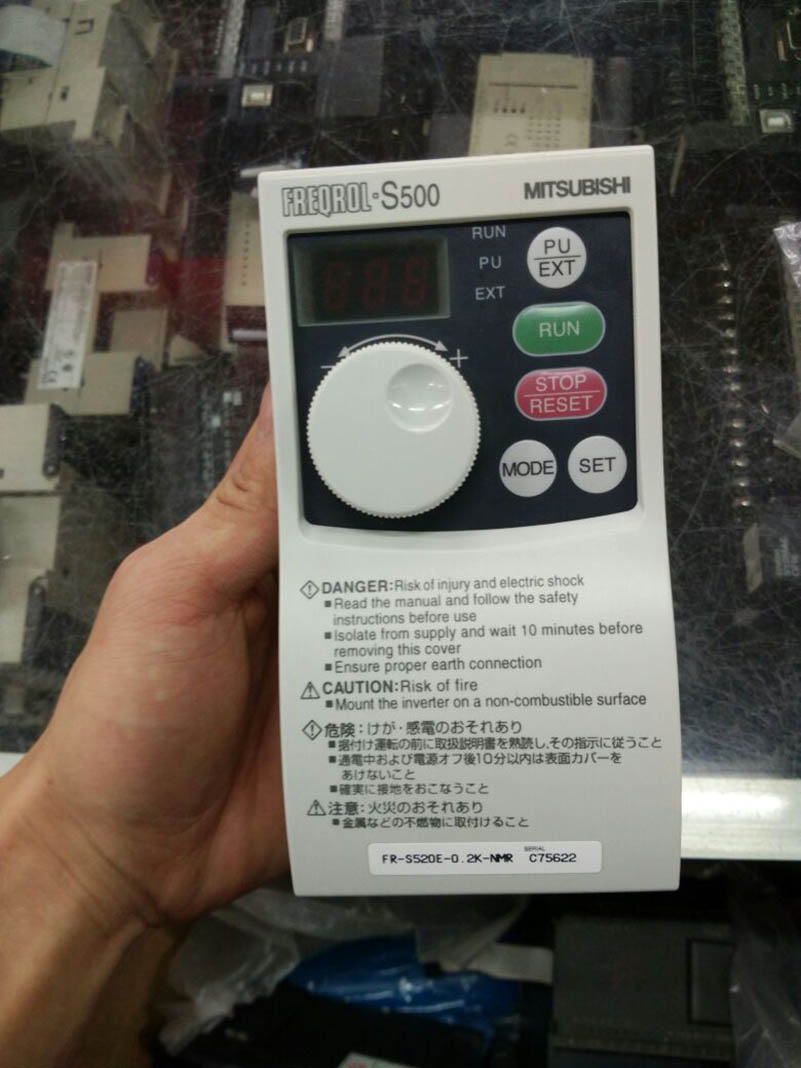 FREQROL-S500
MITSUBISHI
RUN
PU
EXT
PU
EXT
RUN
STOP
RESET
MODE
SET
- +
DANGER:Risk of injury and electric shock
■Read the manual and follow the safety
instructions before use
■Isolate from supply and wait 10 minutes before
removing this cover
■Ensure proper earth connection
CAUTION:Risk of fire
■Mount the inverter on a non-combustible surface
危険：けが・感電のおそれあり
■据付け運転の前に取扱説明書を熟読し、その指示に従うこと
■通電中および電源オフ後10分以内は表面カバーを
あけないこと
■確実に接地をおこなうこと
注意：火災のおそれあり
■金属などの不燃物に取付けること
SERIAL
FR-S520E-0.2K-NMR C75622